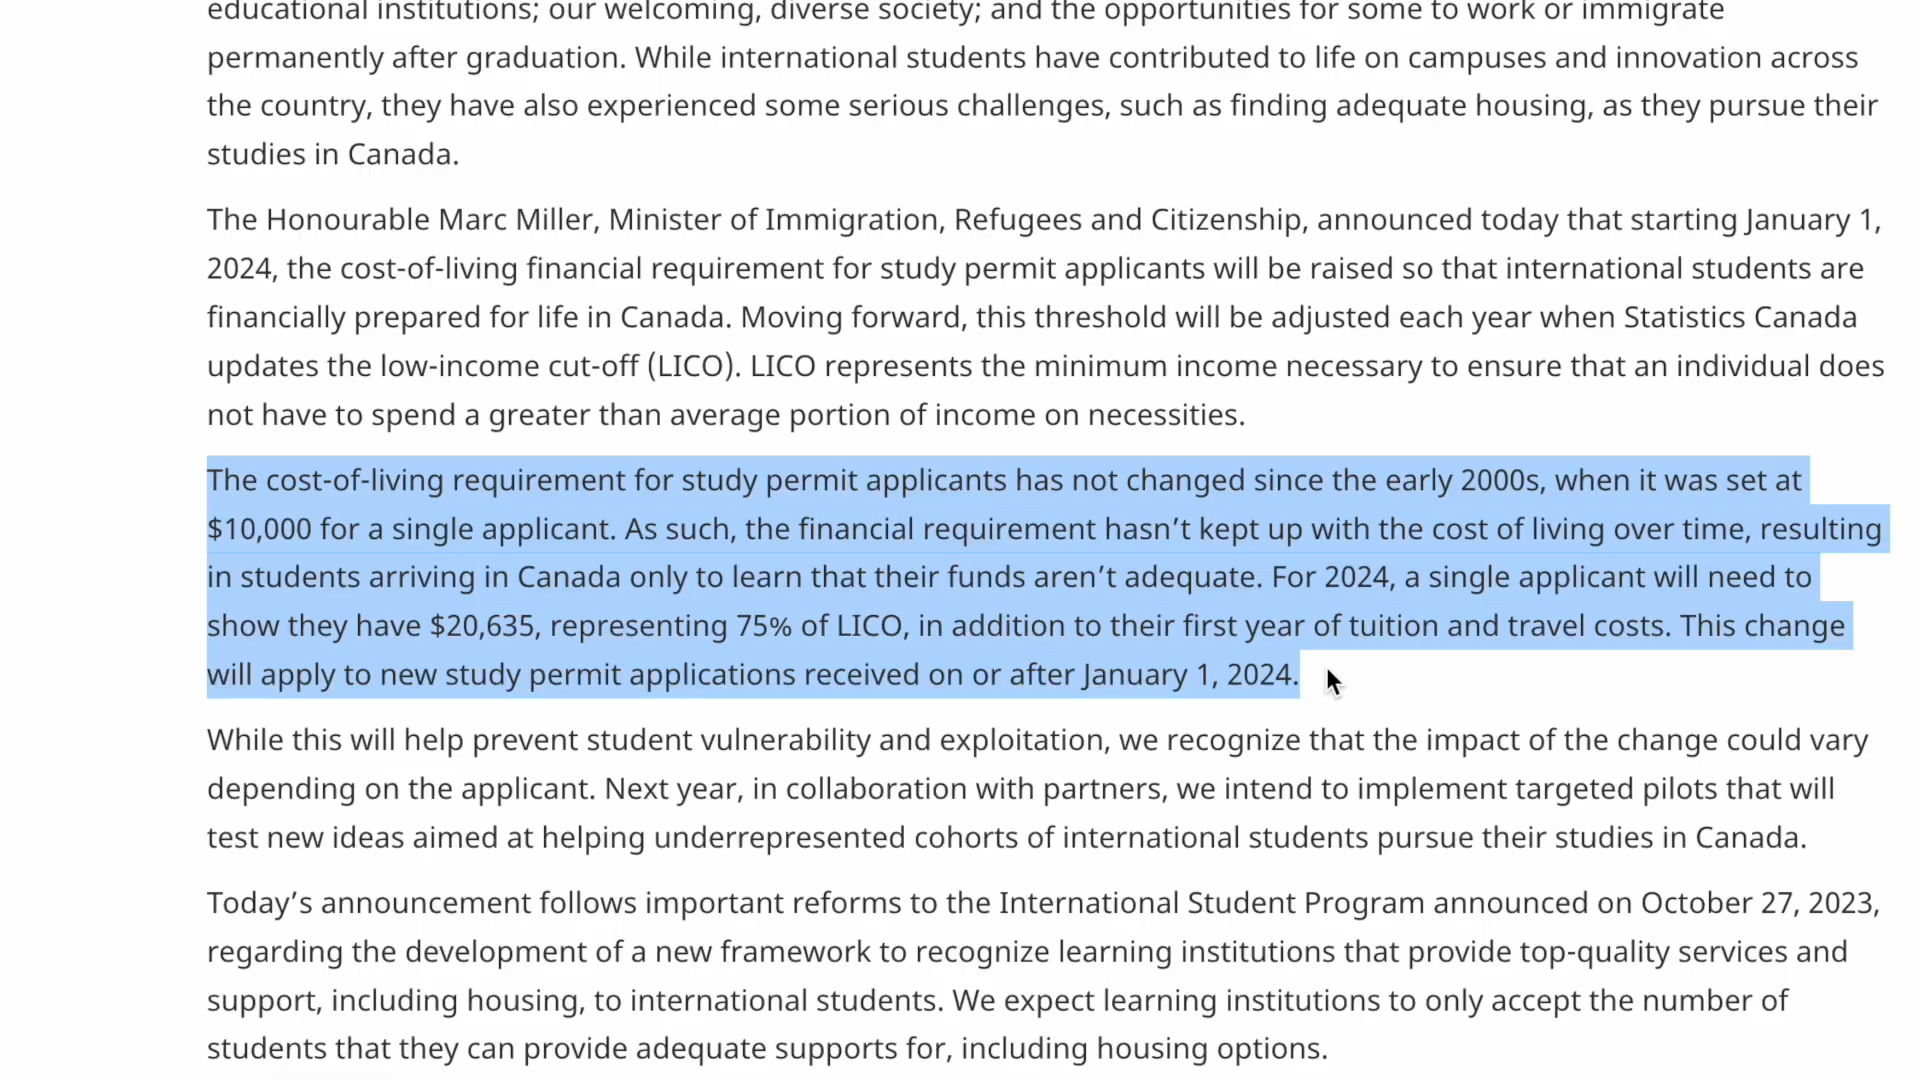 educational institutions; our welcoming, diverse society; and the opportunities for some to work or immigrate
permanently after graduation. While international students have contributed to life on campuses and innovation across
the country, they have also experienced some serious challenges, such as finding adequate housing, as they pursue their
studies in Canada.
The Honourable Marc Miller, Minister of Immigration, Refugees and Citizenship, announced today that starting January 1,
2024, the cost-of-living financial requirement for study permit applicants will be raised so that international students are
financially prepared for life in Canada. Moving forward, this threshold will be adjusted each year when Statistics Canada
updates the low-income cut-off (LICO). LICO represents the minimum income necessary to ensure that an individual does
not have to spend a greater than average portion of income on necessities.
The cost-of-living requirement for study permit applicants has not changed since the early 2000s, when it was set at
$10,000 for a single applicant. As such, the financial requirement hasn’t kept up with the cost of living over time, resulting
in students arriving in Canada only to learn that their funds aren’t adequate. For 2024, a single applicant will need to
show they have $20,635, representing 75% of LICO, in addition to their first year of tuition and travel costs. This change
will apply to new study permit applications received on or after January 1, 2024.
While this will help prevent student vulnerability and exploitation, we recognize that the impact of the change could vary
depending on the applicant. Next year, in collaboration with partners, we intend to implement targeted pilots that will
test new ideas aimed at helping underrepresented cohorts of international students pursue their studies in Canada.
Today’s announcement follows important reforms to the International Student Program announced on October 27, 2023,
regarding the development of a new framework to recognize learning institutions that provide top-quality services and
support, including housing, to international students. We expect learning institutions to only accept the number of
students that they can provide adequate supports for, including housing options.